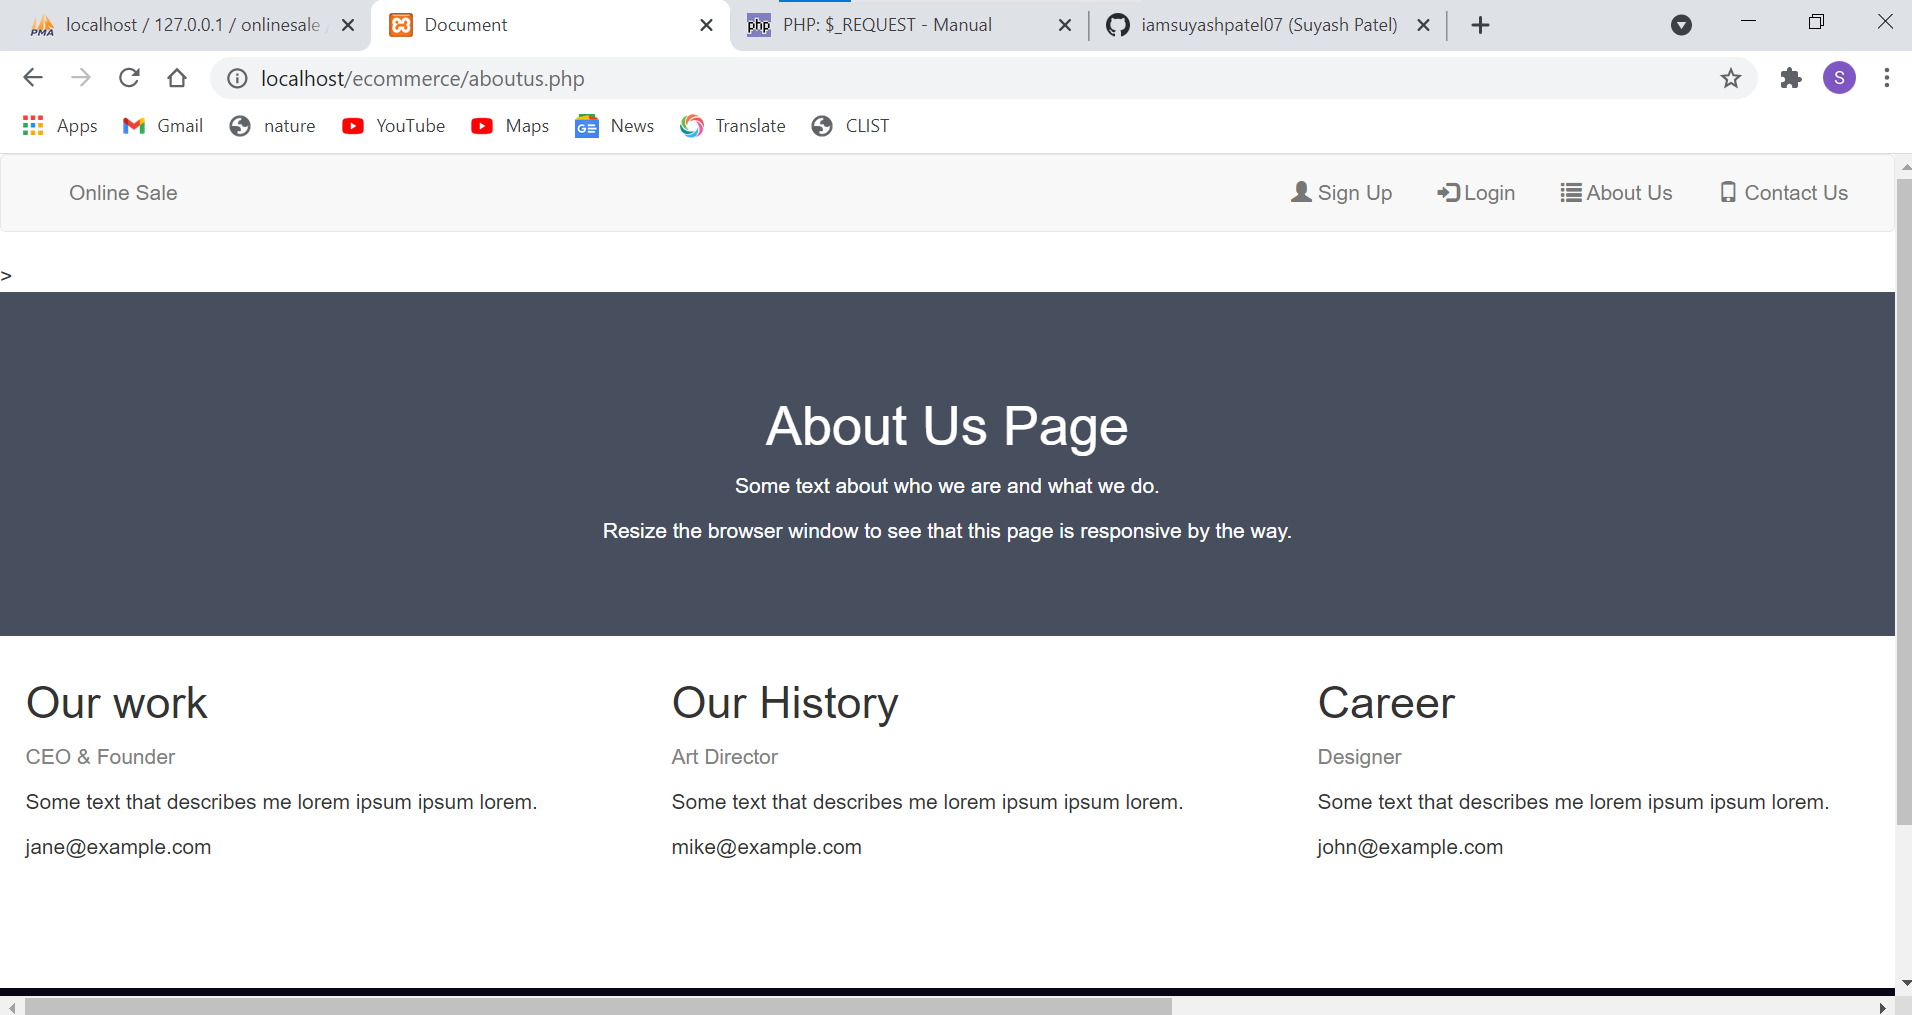 PMA localhost / 127.0.0.1 / onlinesale
Document
php PHP: $_REQUEST - Manual
iamsuyashpatel07 (Suyash Patel)
localhost/ecommerce/aboutus.php
S
Apps Gmail nature YouTube Maps GE News Translate CLIST
Online Sale Sign Up Login About Us Contact Us
>
About Us Page
Some text about who we are and what we do.
Resize the browser window to see that this page is responsive by the way.
Our work
CEO & Founder
Some text that describes me lorem ipsum ipsum lorem.
jane@example.com
Our History
Art Director
Some text that describes me lorem ipsum ipsum lorem.
mike@example.com
Career
Designer
Some text that describes me lorem ipsum ipsum lorem.
john@example.com